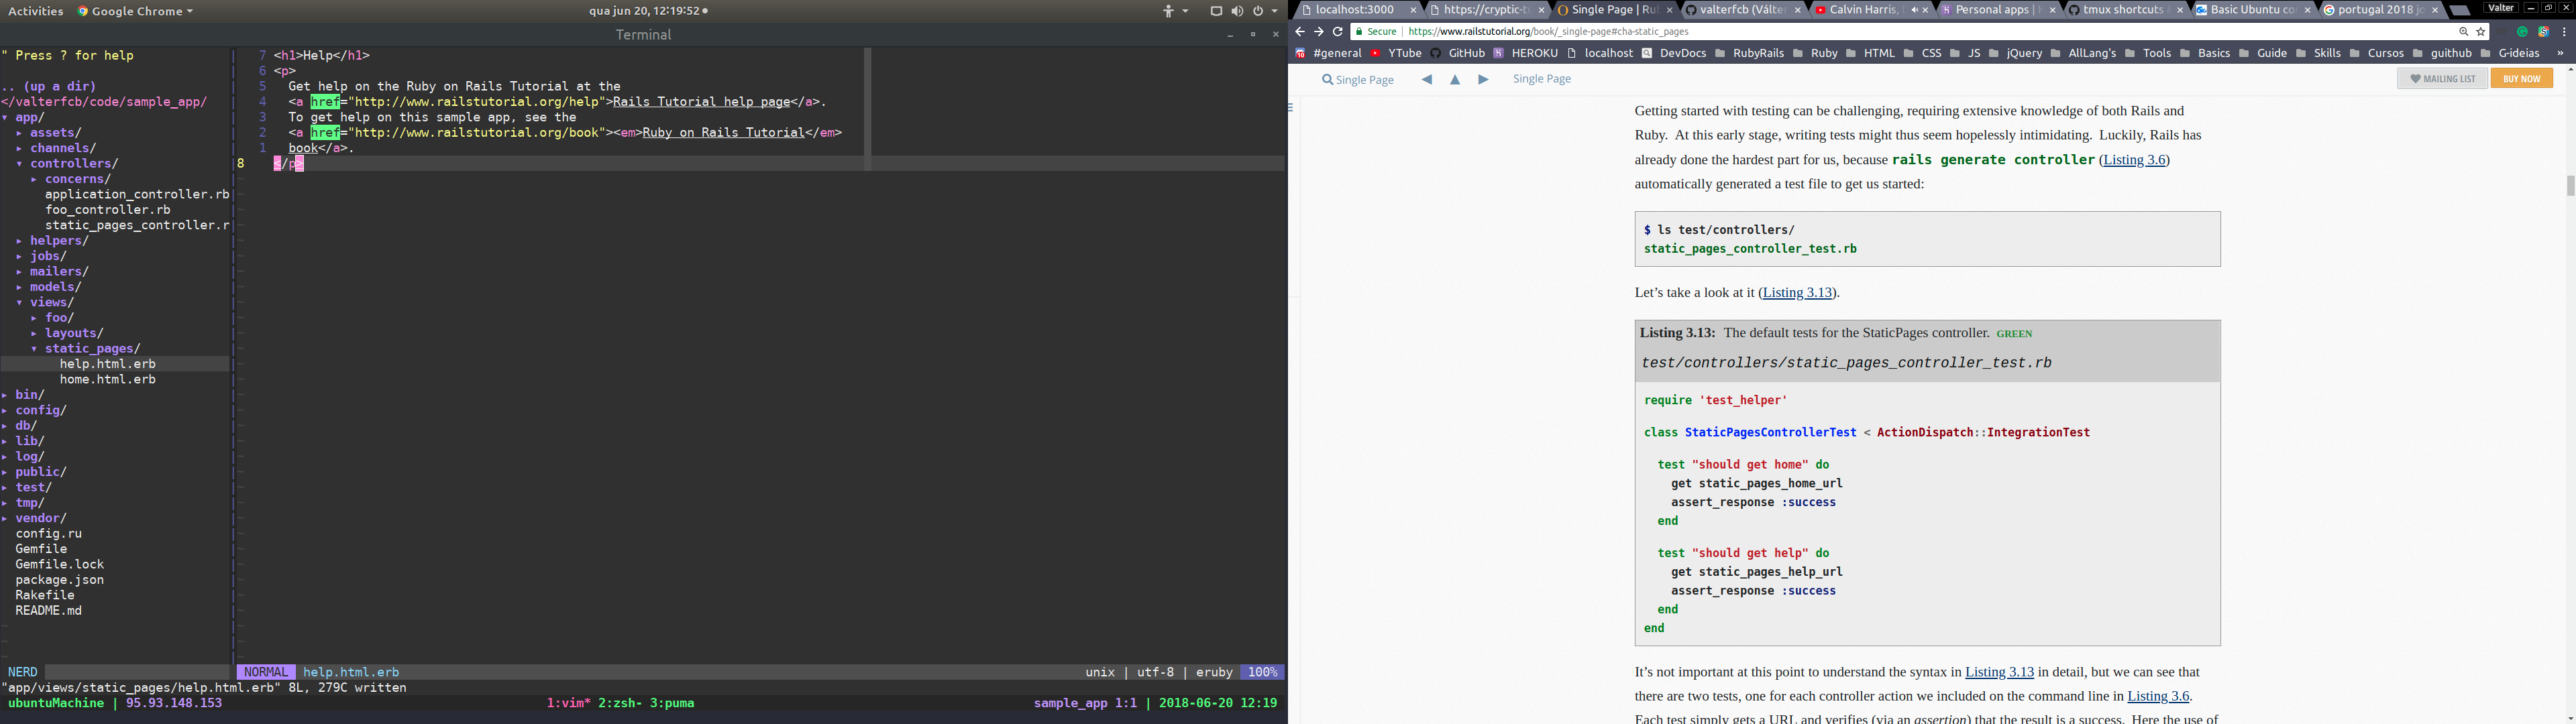 Activities Google Chrome
qua jun 20, 12:19:52
Terminal
" Press ? for help
.. (up a dir)
</valterfcb/code/sample_app/
▾ app/
▸ assets/
▸ channels/
▾ controllers/
▸ concerns/
application_controller.rb
foo_controller.rb
static_pages_controller.r
▸ helpers/
▸ jobs/
▸ mailers/
▸ models/
▾ views/
▸ foo/
▸ layouts/
▾ static_pages/
help.html.erb
home.html.erb
▸ bin/
▸ config/
▸ db/
▸ lib/
▸ log/
▸ public/
▸ test/
▸ tmp/
▸ vendor/
config.ru
Gemfile
Gemfile.lock
package.json
Rakefile
README.md
NERD
7 <h1>Help</h1>
6 <p>
5 Get help on the Ruby on Rails Tutorial at the
4 <a href="http://www.railstutorial.org/help">Rails Tutorial help page</a>.
3 To get help on this sample app, see the
2 <a href="http://www.railstutorial.org/book"><em>Ruby on Rails Tutorial</em>
1 book</a>.
8 </p>
NORMAL help.html.erb unix | utf-8 | eruby 100%
"app/views/static_pages/help.html.erb" 8L, 279C written
ubuntuMachine | 95.93.148.153 1:vim* 2:zsh- 3:puma sample_app 1:1 | 2018-06-20 12:19
localhost:3000 https://cryptic-t Single Page | Ru valterfcb (Válter Calvin Harris, Personal apps | tmux shortcuts Basic Ubuntu co portugal 2018 jo Valter
Secure https://www.railstutorial.org/book/_single-page#cha-static_pages
#general YTube GitHub HEROKU localhost DevDocs RubyRails Ruby HTML CSS JS jQuery AllLang's Tools Basics Guide Skills Cursos guithub G-ideias »
Single Page Single Page MAILING LIST BUY NOW
Getting started with testing can be challenging, requiring extensive knowledge of both Rails and
Ruby. At this early stage, writing tests might thus seem hopelessly intimidating. Luckily, Rails has
already done the hardest part for us, because rails generate controller (Listing 3.6)
automatically generated a test file to get us started:
$ ls test/controllers/
static_pages_controller_test.rb
Let’s take a look at it (Listing 3.13).
Listing 3.13: The default tests for the StaticPages controller. GREEN
test/controllers/static_pages_controller_test.rb
require 'test_helper'
class StaticPagesControllerTest < ActionDispatch::IntegrationTest
test "should get home" do
get static_pages_home_url
assert_response :success
end
test "should get help" do
get static_pages_help_url
assert_response :success
end
end
It’s not important at this point to understand the syntax in Listing 3.13 in detail, but we can see that
there are two tests, one for each controller action we included on the command line in Listing 3.6.
Each test simply gets a URL and verifies (via an assertion) that the result is a success. Here the use of